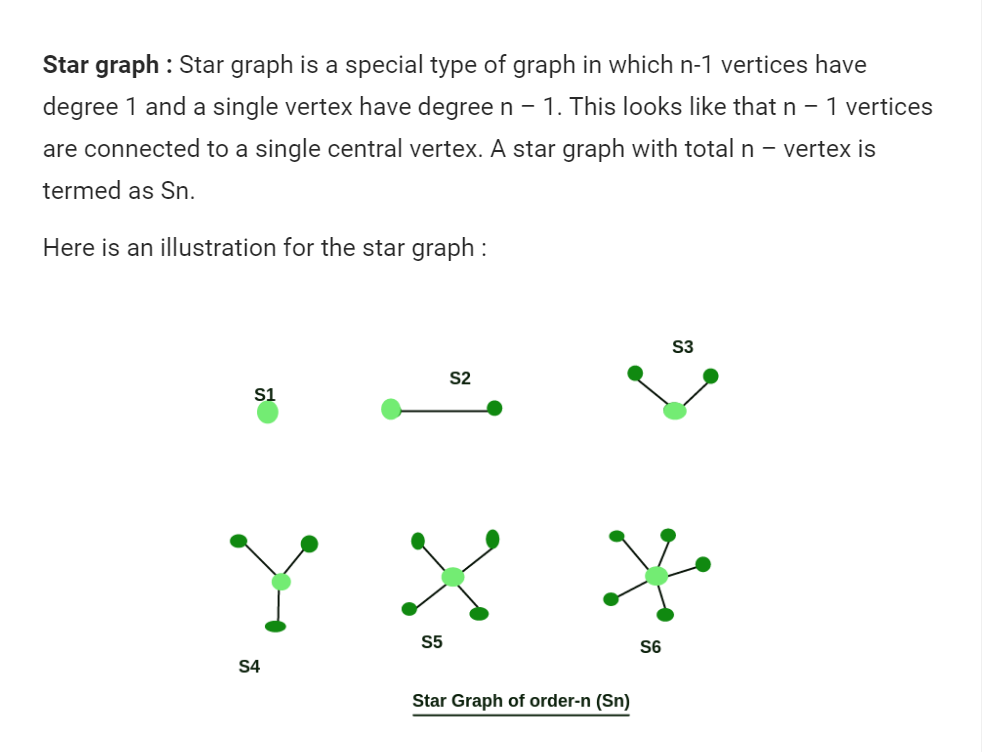 Star graph : Star graph is a special type of graph in which n-1 vertices have
degree 1 and a single vertex have degree n – 1. This looks like that n – 1 vertices
are connected to a single central vertex. A star graph with total n – vertex is
termed as Sn.
Here is an illustration for the star graph :
S1
S2
S3
S4
S5
S6
Star Graph of order-n (Sn)